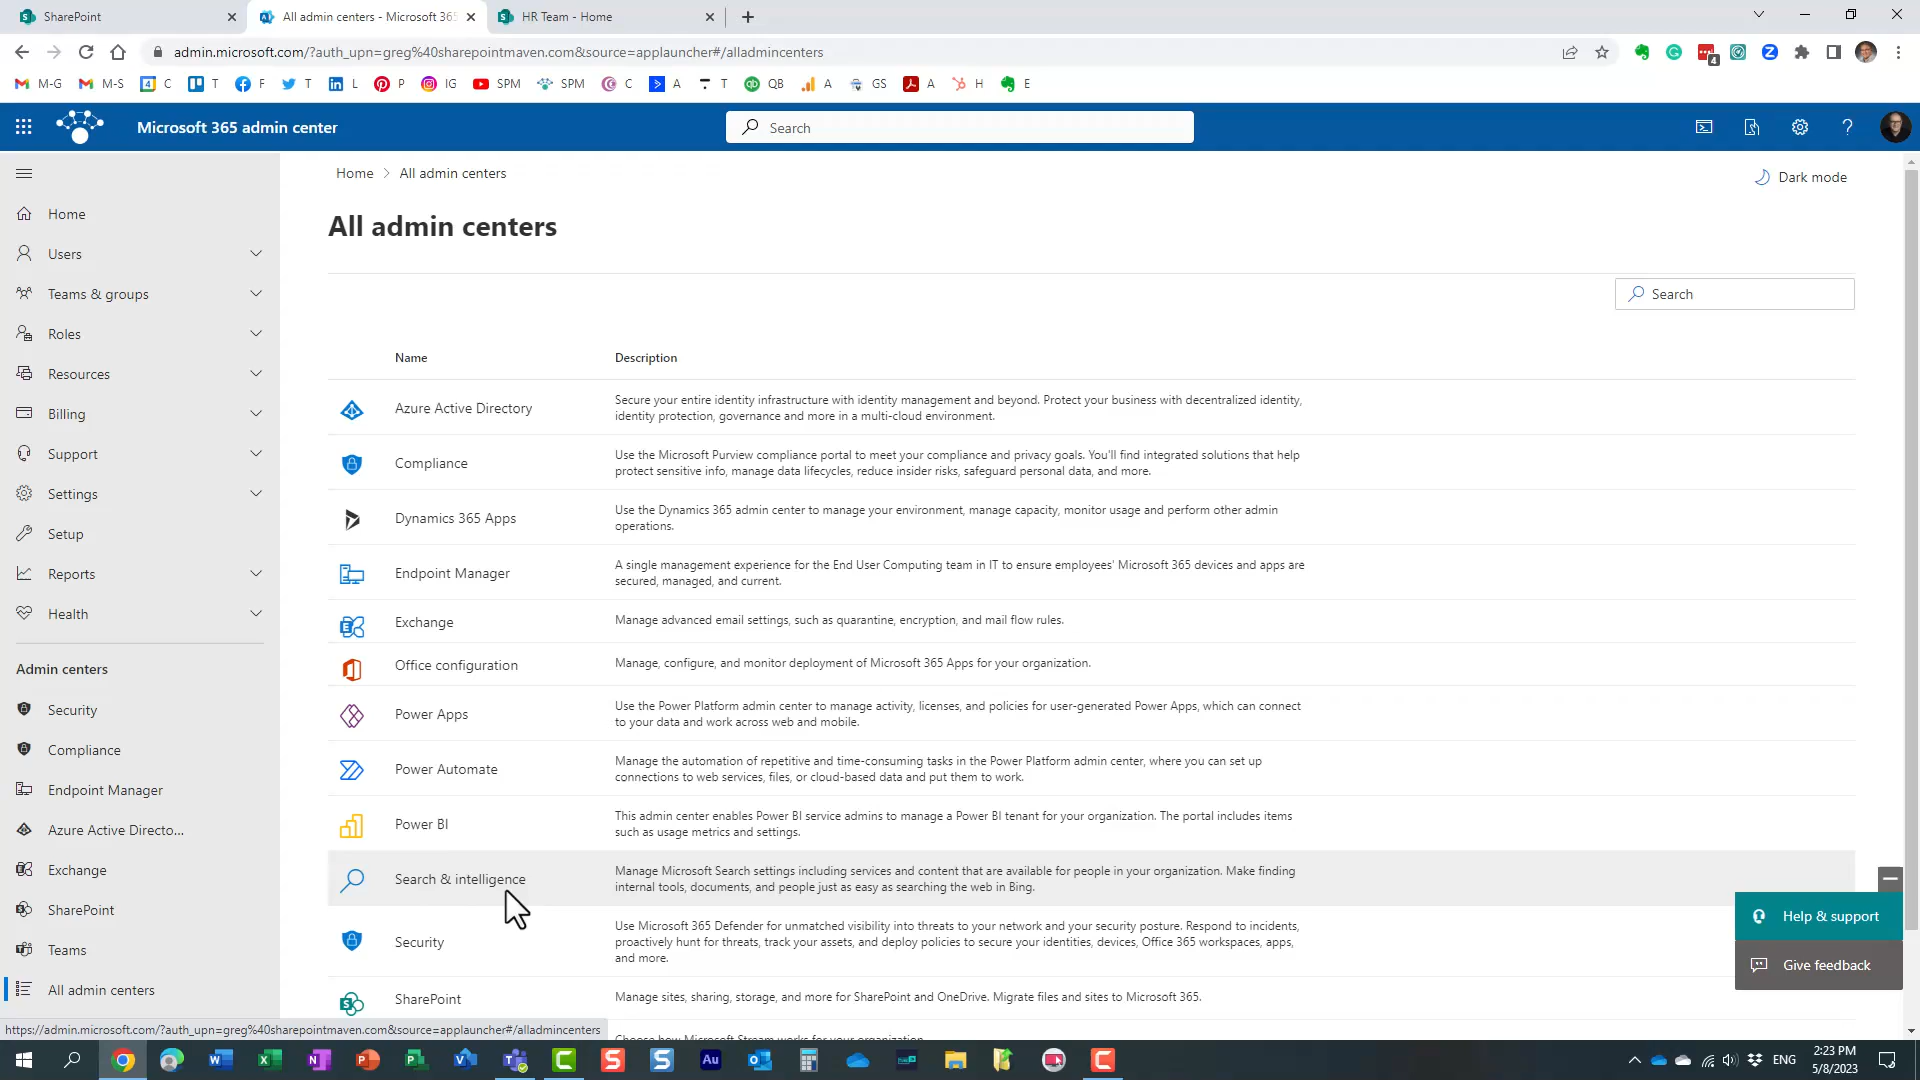 SharePoint
All admin centers - Microsoft 365
HR Team - Home
admin.microsoft.com/?auth_upn=greg%40sharepointmaven.com&source=applauncher#/alladmincenters
4
M-G
M-S
4
C
T
F
T
L
P
IG
SPM
SPM
C
A
T
QB
A
GS
A
H
E
Microsoft 365 admin center
Search
Home
Users
Teams & groups
Roles
Resources
Billing
Support
Settings
Setup
Reports
Health
Admin centers
Security
Compliance
Endpoint Manager
Azure Active Directo...
Exchange
SharePoint
Teams
All admin centers
Home > All admin centers
Dark mode
All admin centers
Search
Name
Description
Azure Active Directory
Secure your entire identity infrastructure with identity management and beyond. Protect your business with decentralized identity,
identity protection, governance and more in a multi-cloud environment.
Compliance
Use the Microsoft Purview compliance portal to meet your compliance and privacy goals. You'll find integrated solutions that help
protect sensitive info, manage data lifecycles, reduce insider risks, safeguard personal data, and more.
Dynamics 365 Apps
Use the Dynamics 365 admin center to manage your environment, manage capacity, monitor usage and perform other admin
operations.
Endpoint Manager
A single management experience for the End User Computing team in IT to ensure employees' Microsoft 365 devices and apps are
secured, managed, and current.
Exchange
Manage advanced email settings, such as quarantine, encryption, and mail flow rules.
Office configuration
Manage, configure, and monitor deployment of Microsoft 365 Apps for your organization.
Power Apps
Use the Power Platform admin center to manage activity, licenses, and policies for user-generated Power Apps, which can connect
to your data and work across web and mobile.
Power Automate
Manage the automation of repetitive and time-consuming tasks in the Power Platform admin center, where you can set up
connections to web services, files, or cloud-based data and put them to work.
Power BI
This admin center enables Power BI service admins to manage a Power BI tenant for your organization. The portal includes items
such as usage metrics and settings.
Search & intelligence
Manage Microsoft Search settings including services and content that are available for people in your organization. Make finding
internal tools, documents, and people just as easy as searching the web in Bing.
Security
Use Microsoft 365 Defender for unmatched visibility into threats to your network and your security posture. Respond to incidents,
proactively hunt for threats, track your assets, and deploy policies to secure your identities, devices, Office 365 workspaces, apps,
and more.
SharePoint
Manage sites, sharing, storage, and more for SharePoint and OneDrive. Migrate files and sites to Microsoft 365.
Choose how Microsoft Stream works for your organization.
Help & support
Give feedback
https://admin.microsoft.com/?auth_upn=greg%40sharepointmaven.com&source=applauncher#/alladmincenters
ENG
2:23 PM
5/8/2023